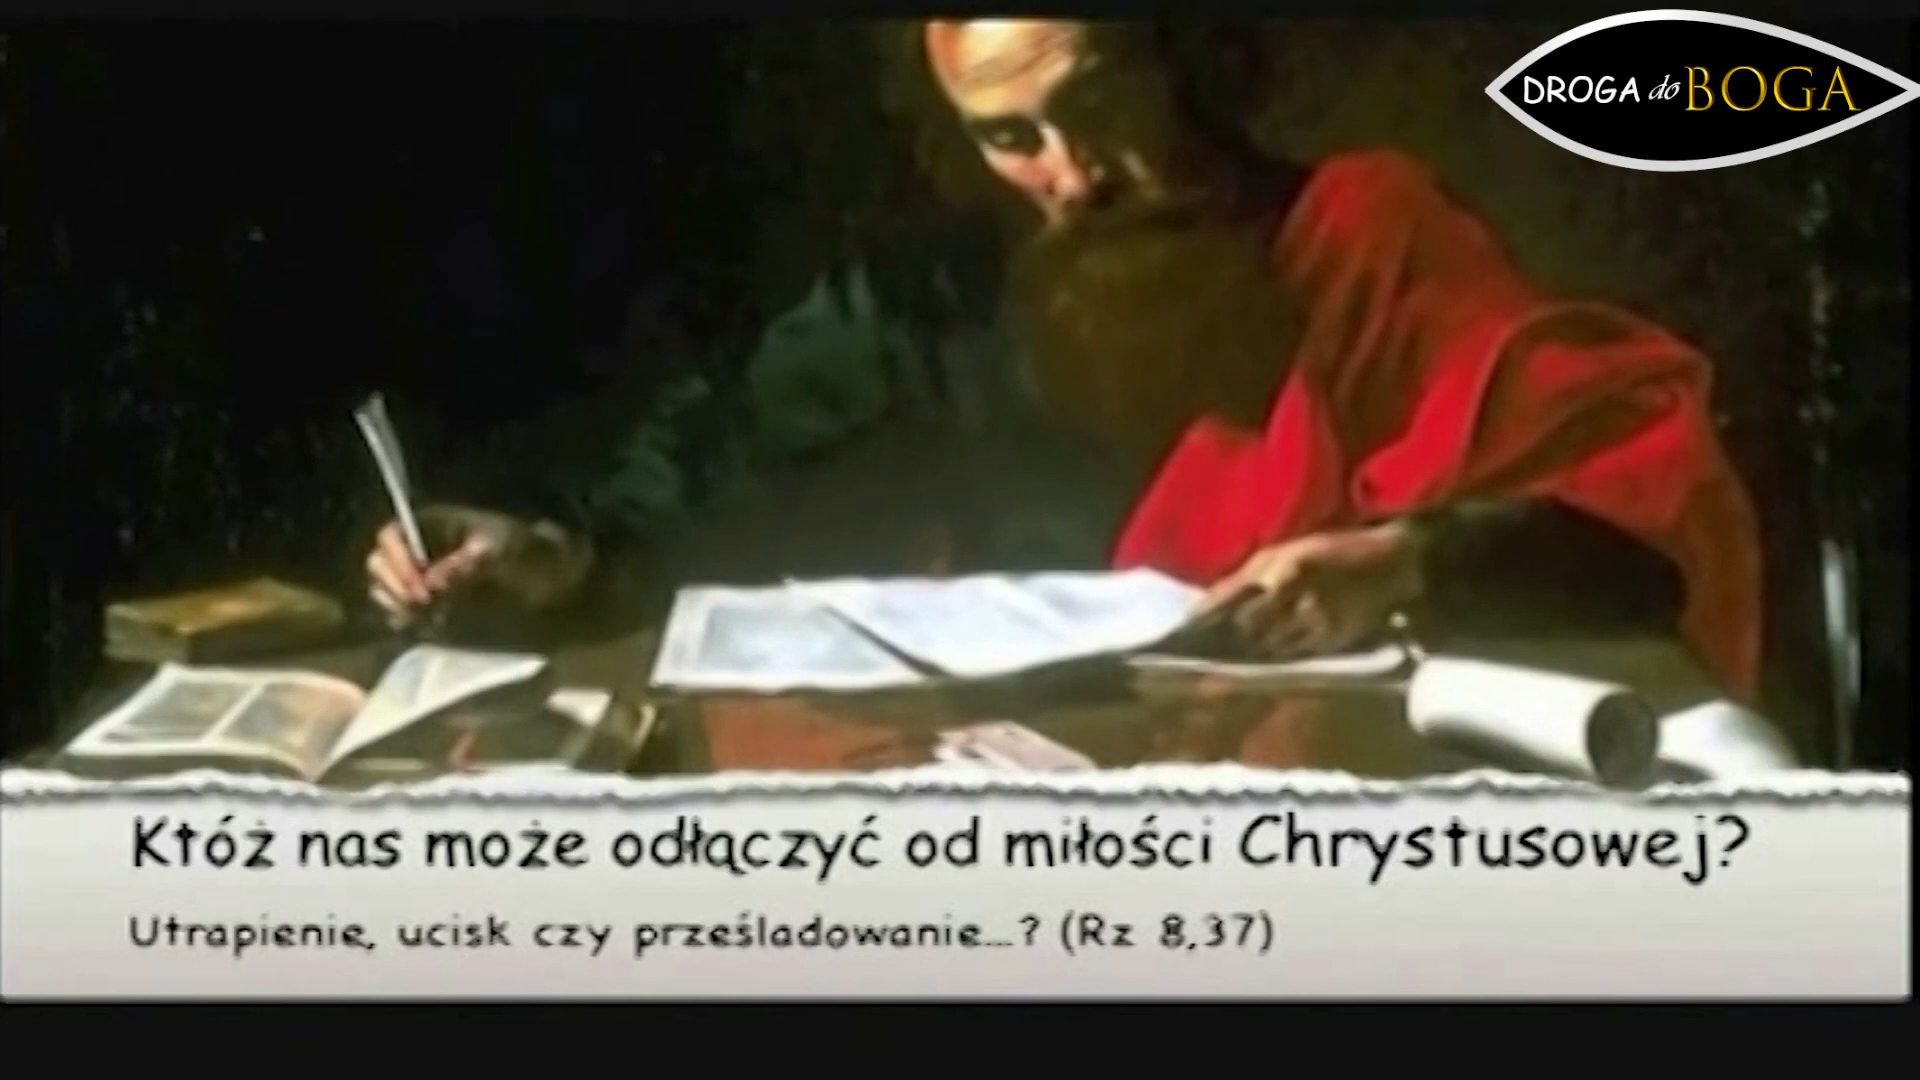 DROGA do BOGA
Któż nas może odłączyć od miłości Chrystusowej?
Utrapienie, ucisk czy prześladowanie...? (Rz 8,37)